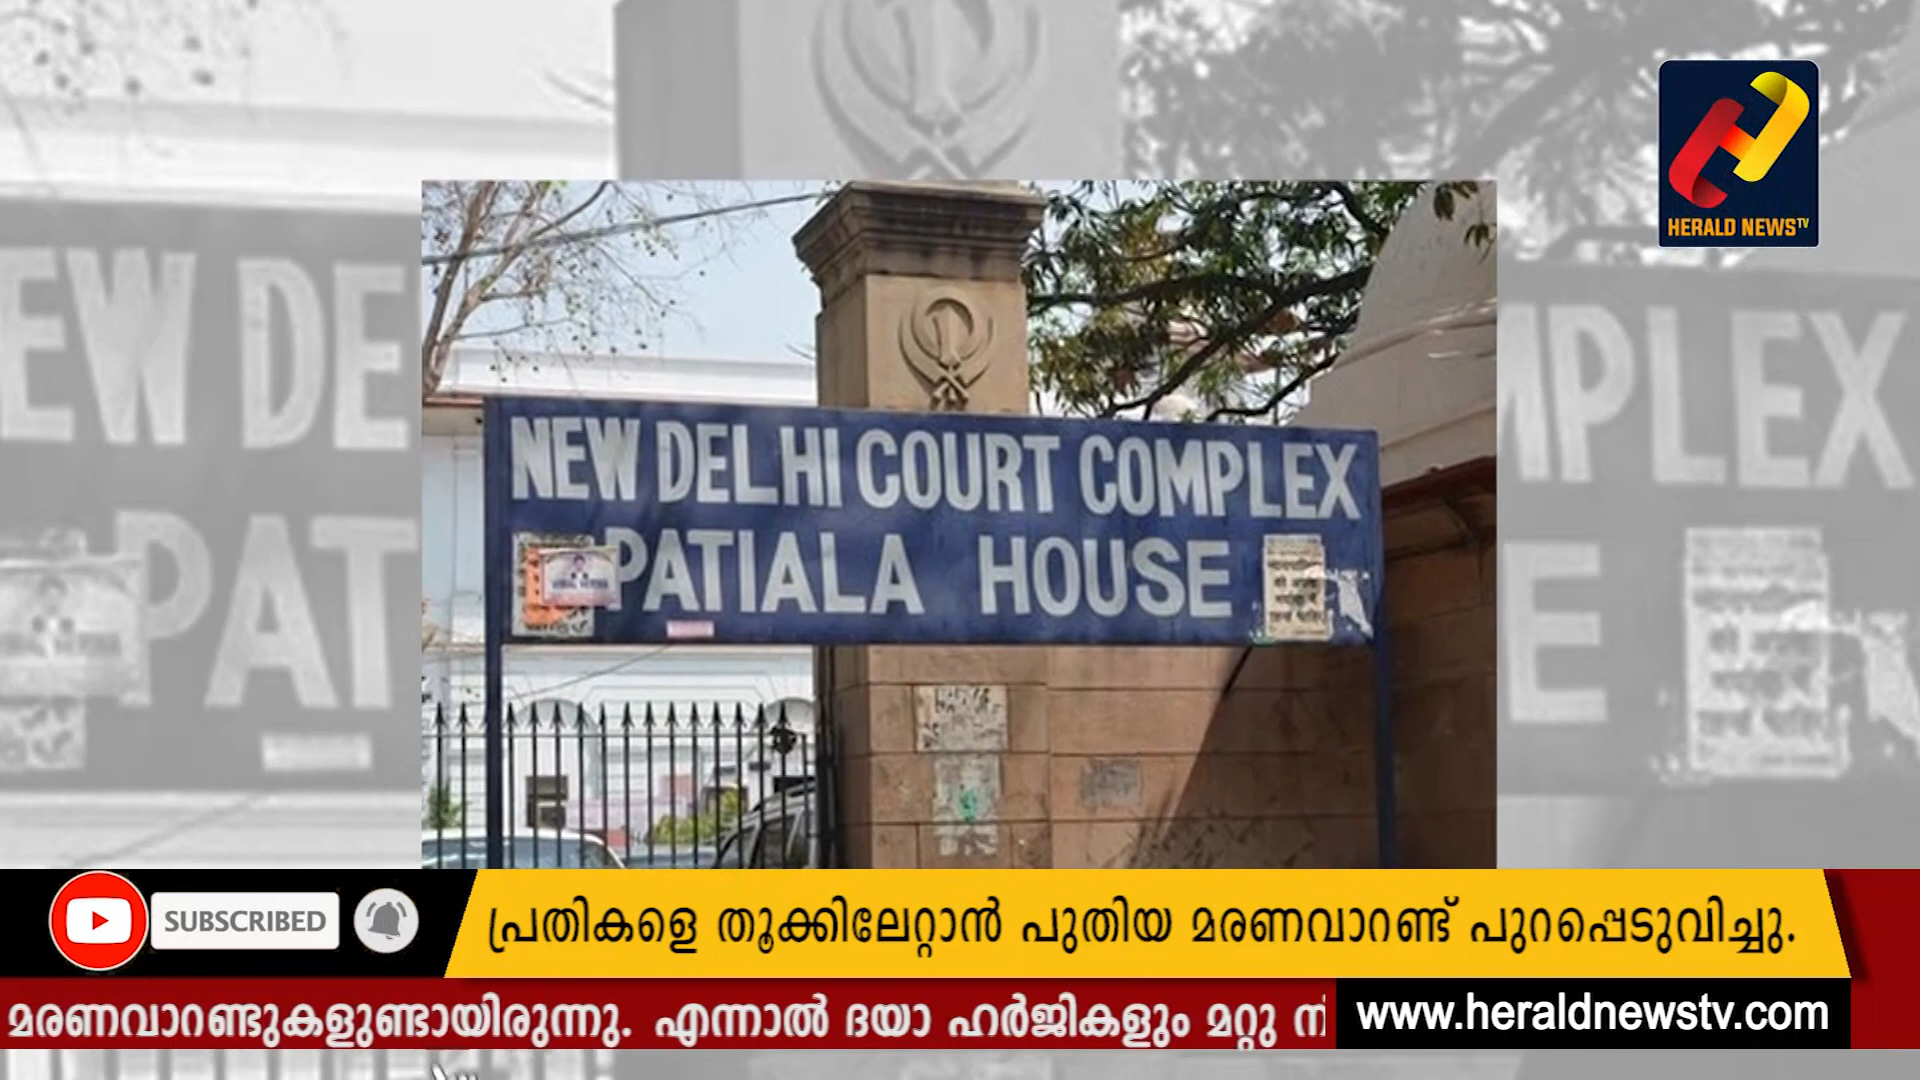 HERALD NEWS TV
NEW DELHI COURT COMPLEX
PATIALA HOUSE
SUBSCRIBED
പ്രതികളെ തൂക്കിലേറ്റാൻ പുതിയ മരണവാറണ്ട് പുറപ്പെടുവിച്ചു.
മരണവാറണ്ടുകളുണ്ടായിരുന്നു. എന്നാൽ ദയാ ഹർജികളും മറ്റു നി
www.heraldnewstv.com